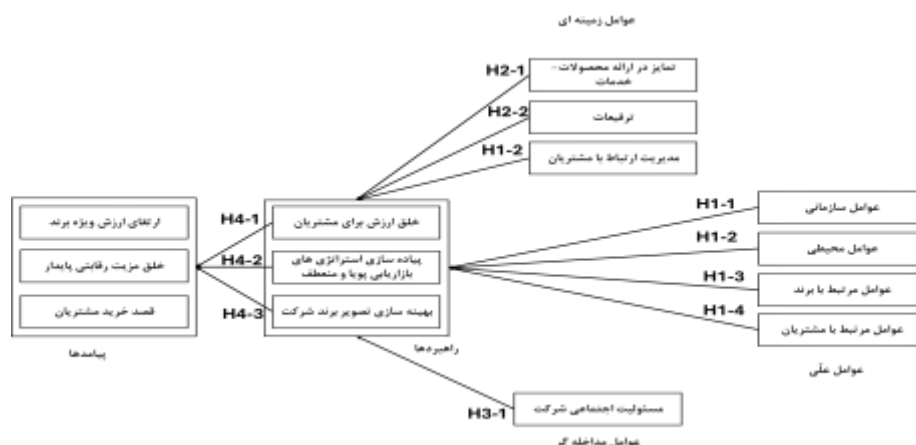 عوامل زمینه ای
H2-1
تمایز در ارائه محصولات-
خدمات
H2-2
ترفیعات
H1-2
مدیریت ارتباط با مشتریان
H1-1
عوامل سازمانی
H1-2
عوامل محیطی
H1-3
عوامل مرتبط با برند
H1-4
عوامل مرتبط با مشتریان
عوامل علّی
خلق ارزش برای مشتریان
پیاده سازی استراتژی های
بازاریابی پویا و منعطف
بهینه سازی تصویر برند شرکت
راهبردها
H4-1
H4-2
H4-3
ارتقای ارزش ویژه برند
خلق مزیت رقابتی پایدار
قصد خرید مشتریان
پیامدها
H3-1
مسئولیت اجتماعی شرکت
عوامل مداخله گر